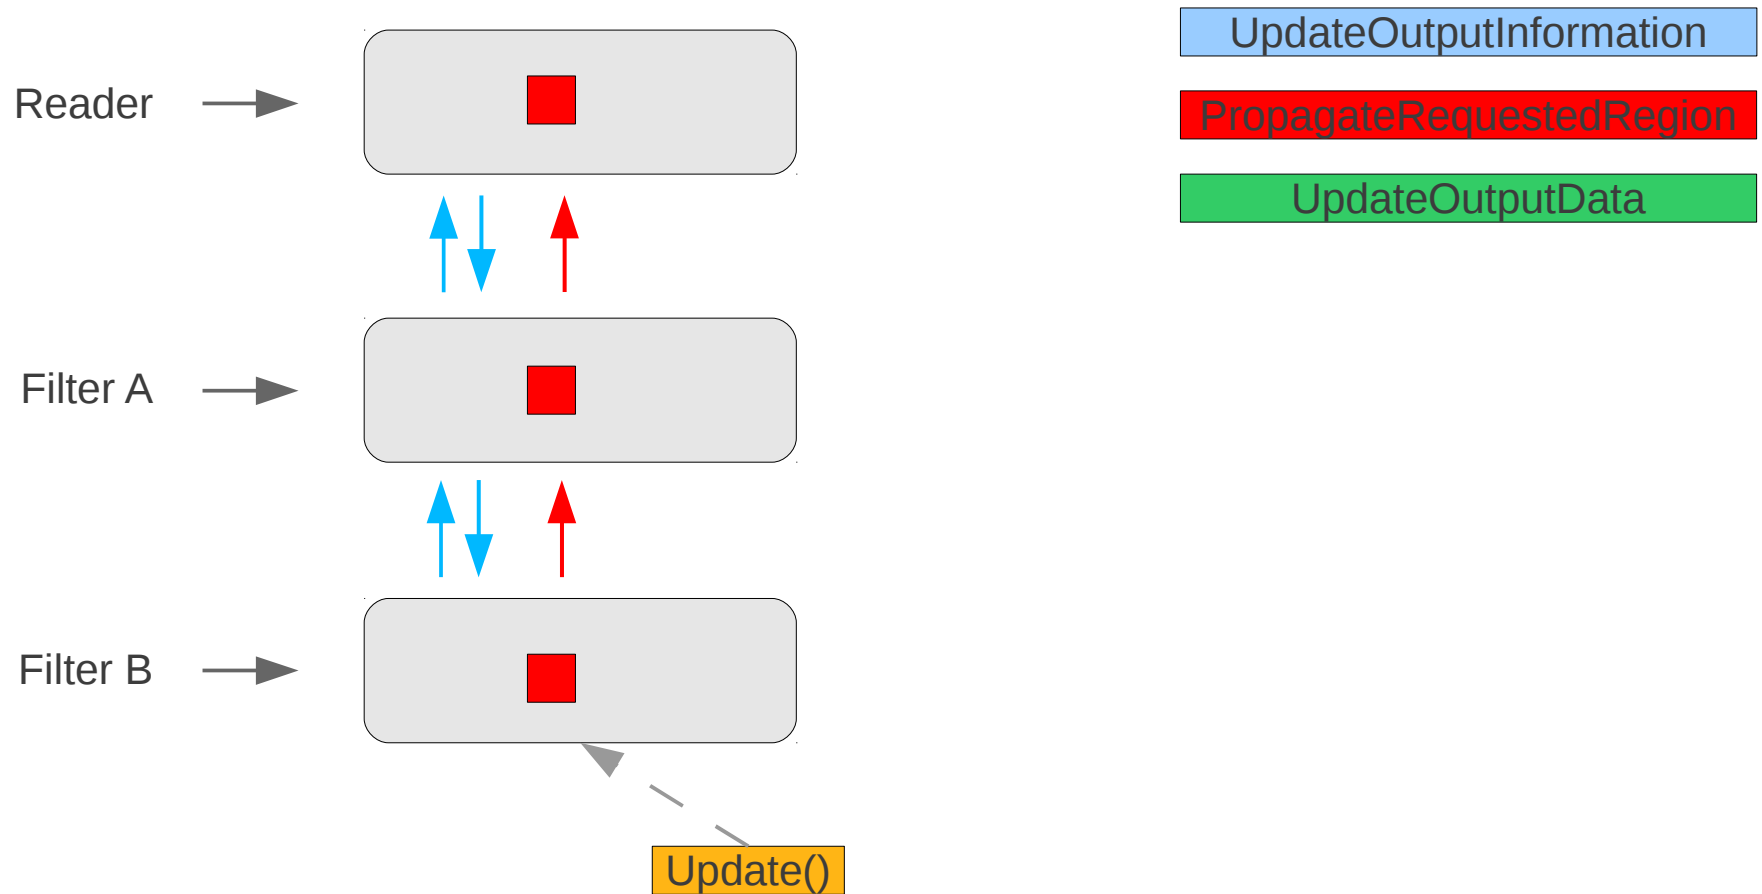 UpdateOutputInformation
Reader
PropagateRequestedRegion
UpdateOutputData
Filter A
Filter B
Update()